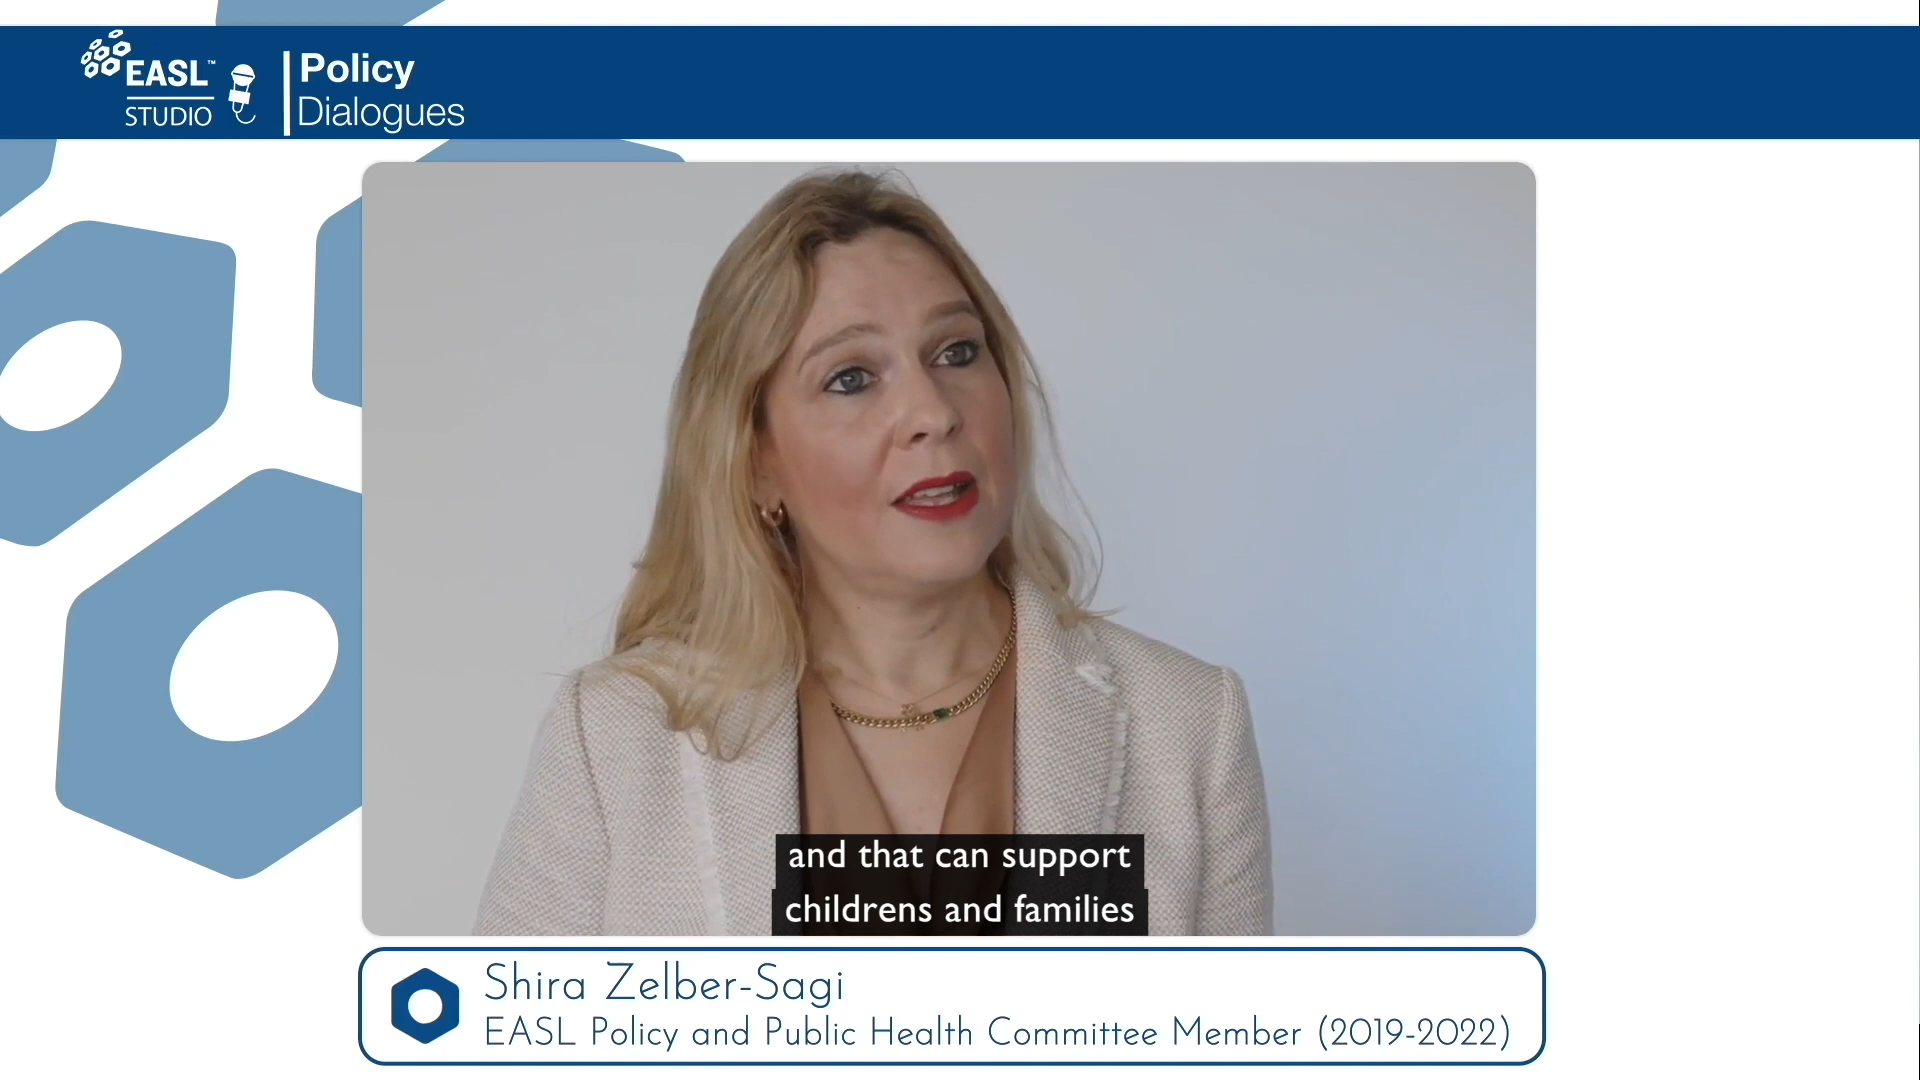 EASL™
STUDIO
Policy
Dialogues
and that can support
childrens and families
Shira Zelber-Sagi
EASL Policy and Public Health Committee Member (2019-2022)